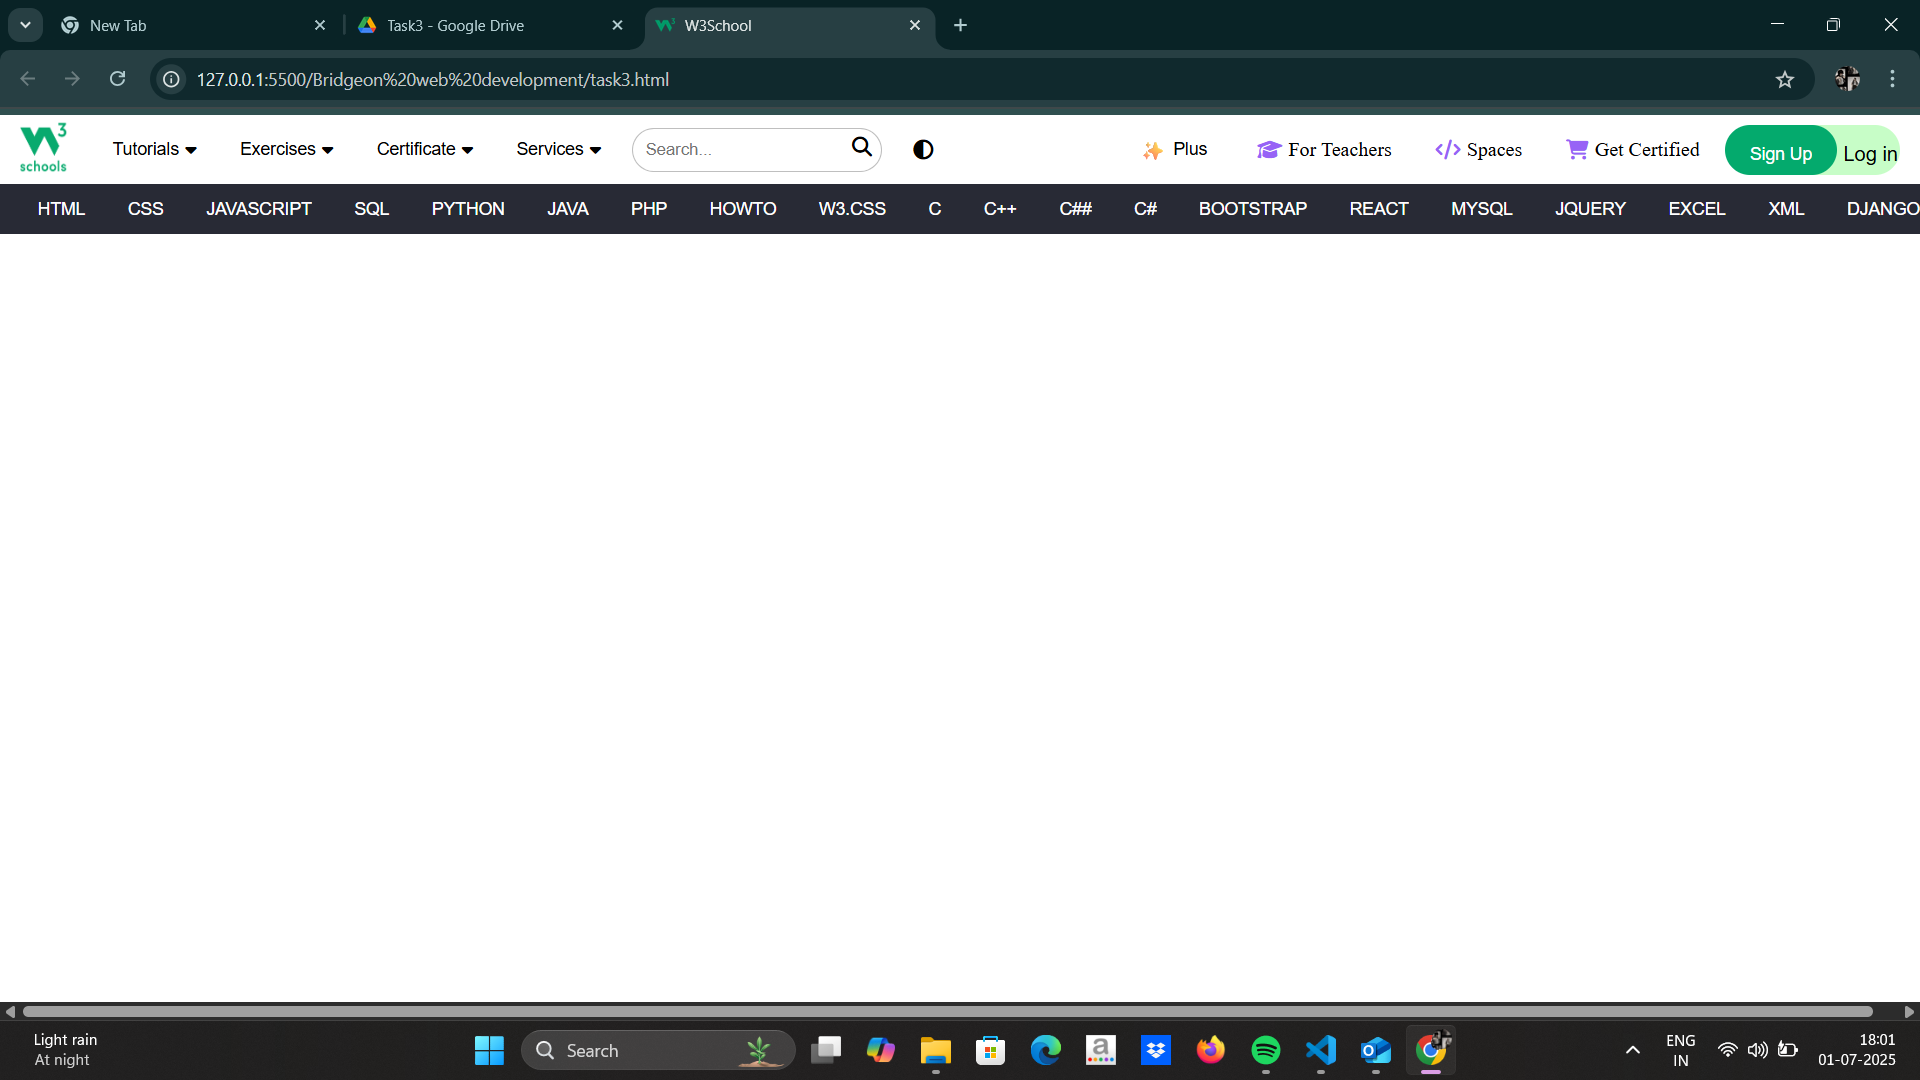 New Tab
Task3 - Google Drive
W3School
127.0.0.1:5500/Bridgeon%20web%20development/task3.html
W3 schools
Tutorials Exercises Certificate Services Search... Plus For Teachers Spaces Get Certified Sign Up Log in
HTML CSS JAVASCRIPT SQL PYTHON JAVA PHP HOWTO W3.CSS C C++ C## C# BOOTSTRAP REACT MYSQL JQUERY EXCEL XML DJANGO
Light rain
At night
Search
ENG
IN
18:01
01-07-2025